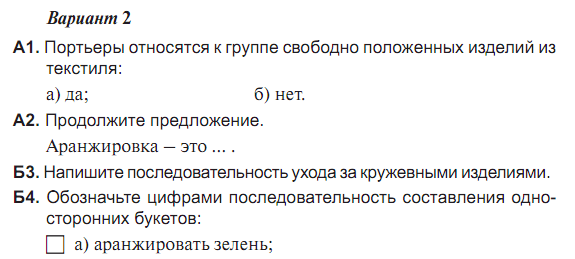 Вариант 2
А1. Портьеры относятся к группе свободно положенных изделий из
текстиля:
а) да; б) нет.
А2. Продолжите предложение.
Аранжировка – это ... .
Б3. Напишите последовательность ухода за кружевными изделиями.
Б4. Обозначьте цифрами последовательность составления одно-
сторонних букетов:
а) аранжировать зелень;